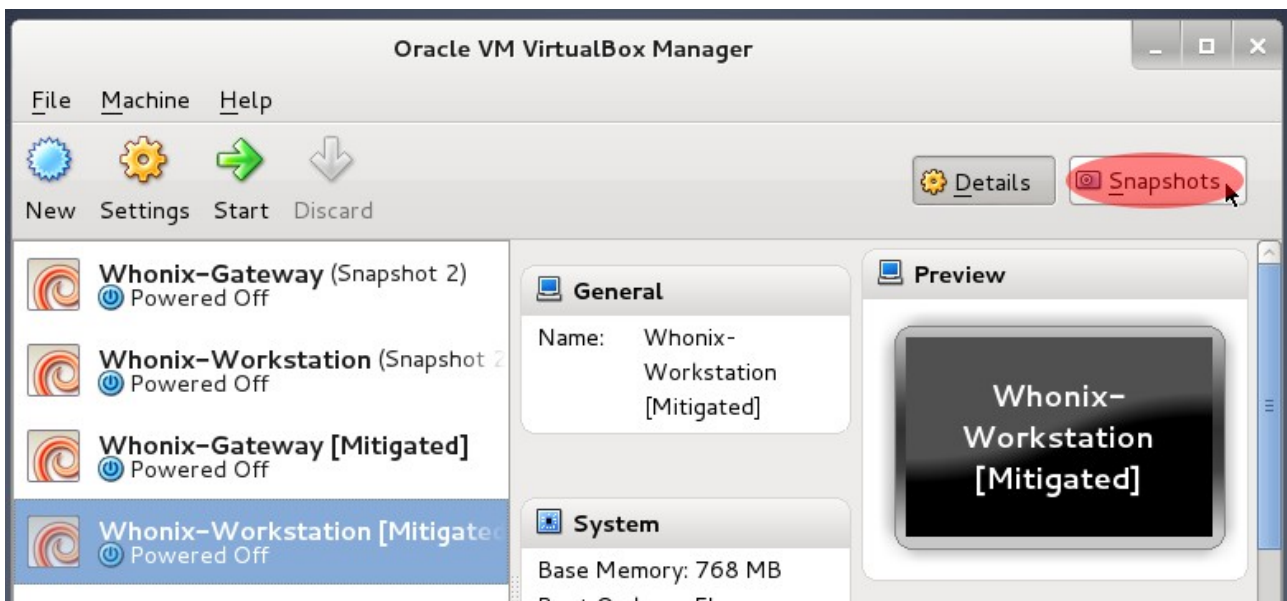 Oracle VM VirtualBox Manager
File Machine Help
New Settings Start Discard
Details Snapshots
Whonix-Gateway (Snapshot 2)
Powered Off
Whonix-Workstation (Snapshot
Powered Off
Whonix-Gateway [Mitigated]
Powered Off
Whonix-Workstation [Mitigated
Powered Off
General
Name: Whonix-
Workstation
[Mitigated]
System
Base Memory: 768 MB
Preview
Whonix-
Workstation
[Mitigated]